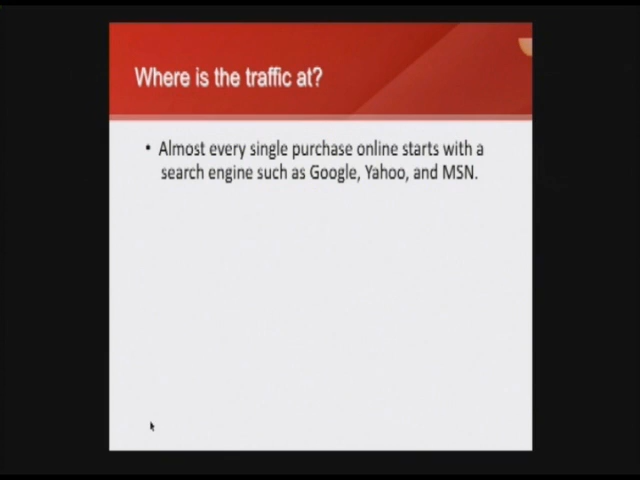 Where is the traffic at?
• Almost every single purchase online starts with a
search engine such as Google, Yahoo, and MSN.